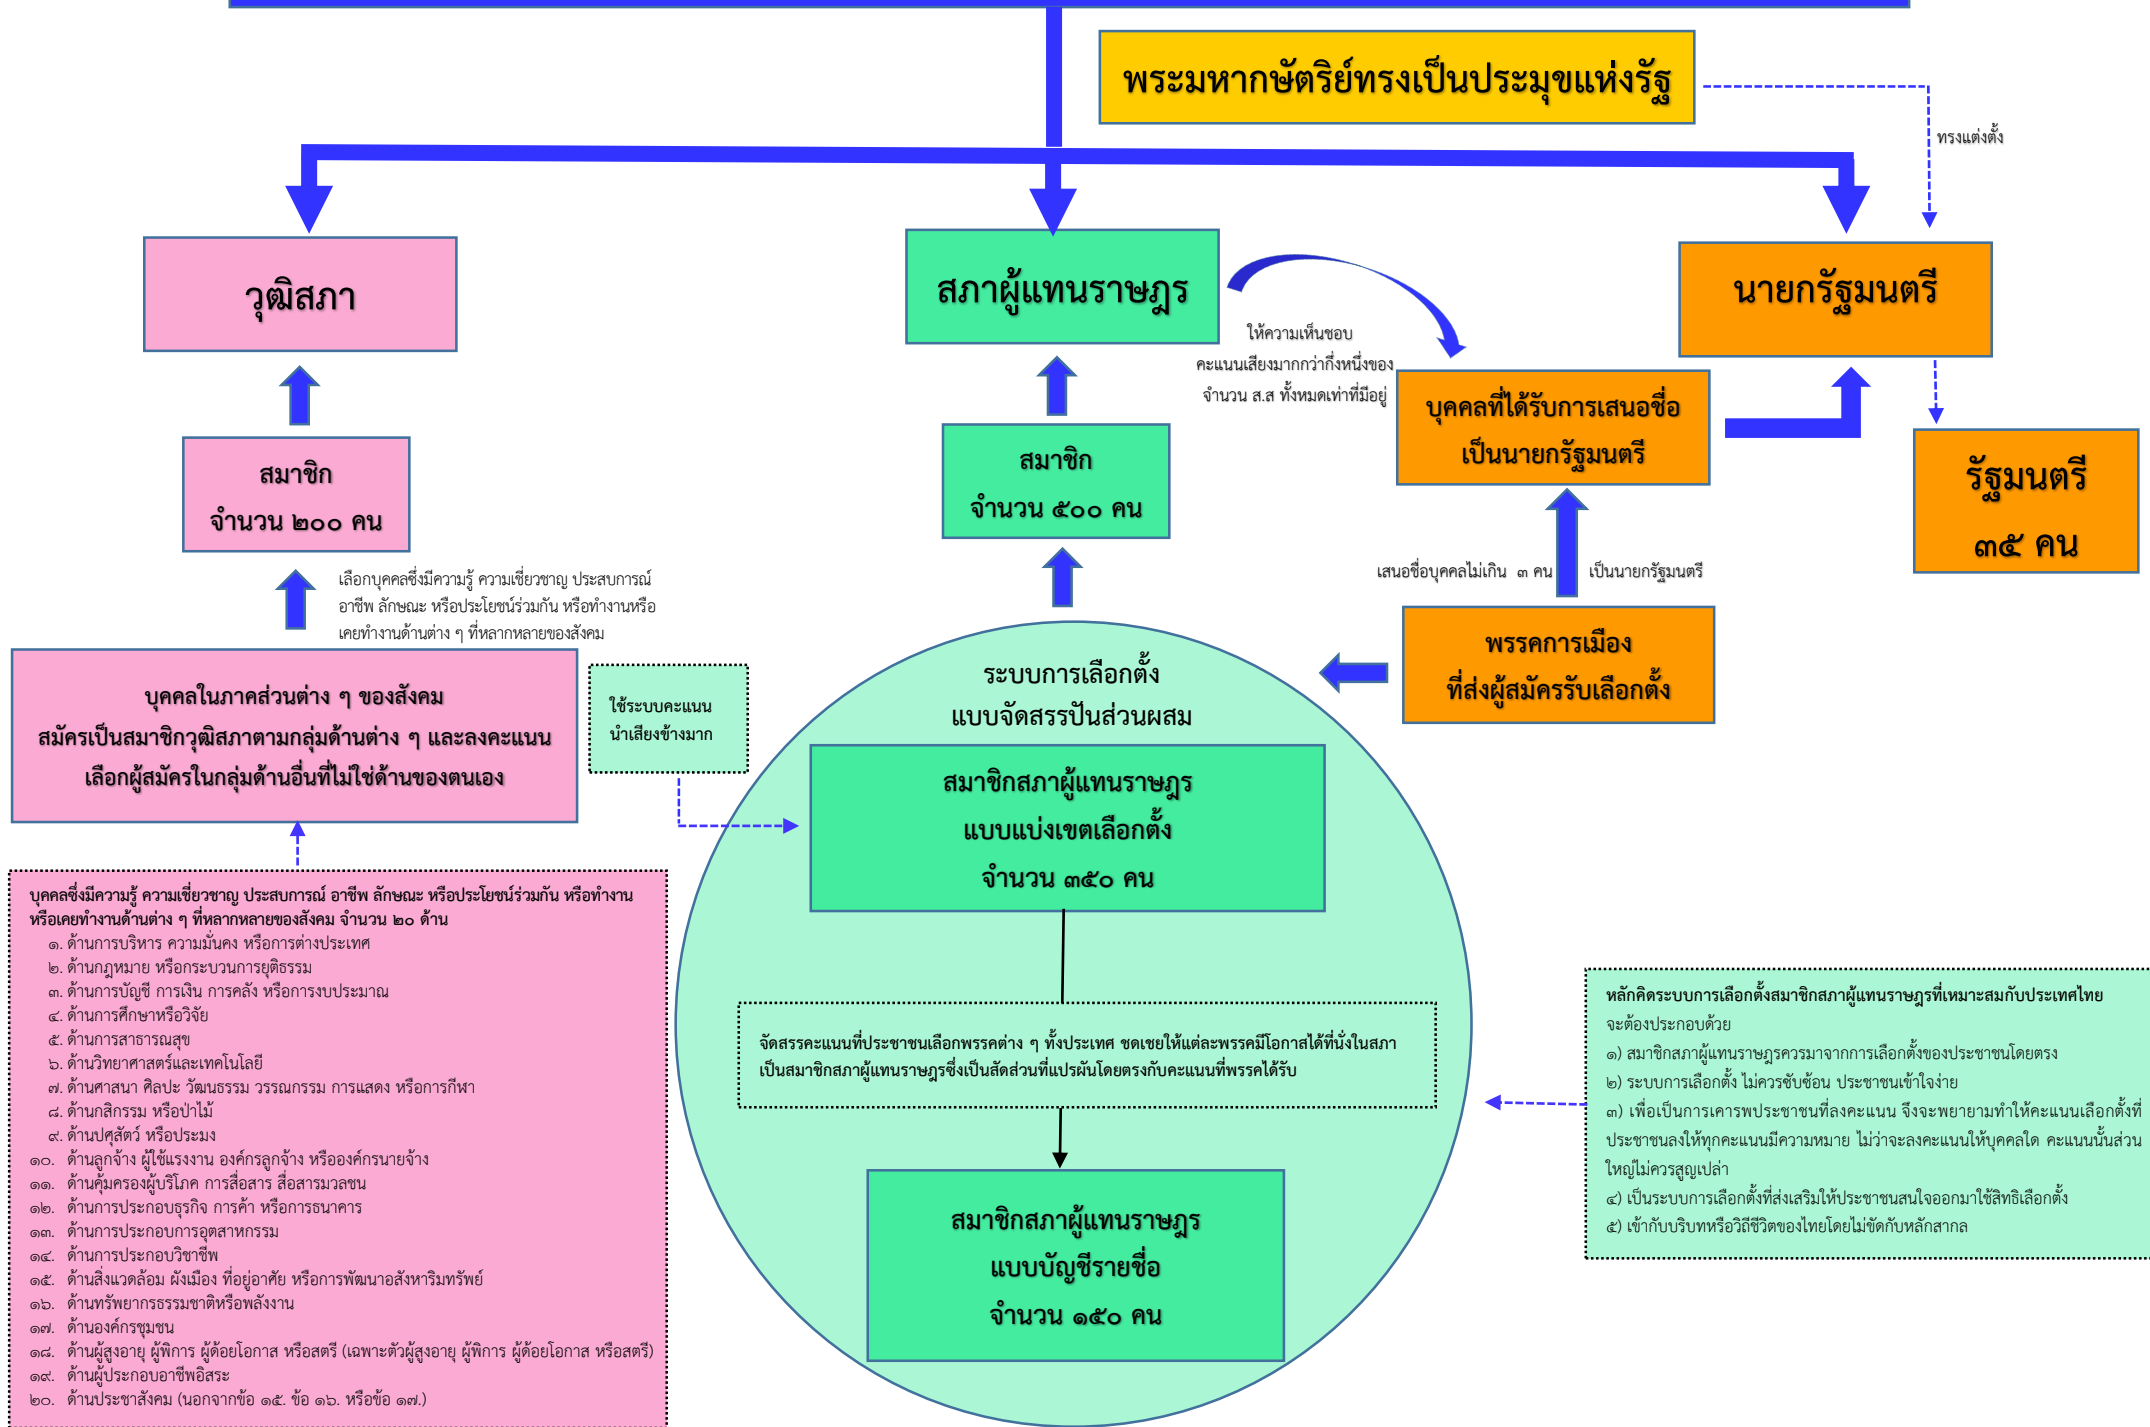 พระมหากษัตริย์ทรงเป็นประมุขแห่งรัฐ
ทรงแต่งตั้ง
วุฒิสภา
สภาผู้แทนราษฎร
นายกรัฐมนตรี
ให้ความเห็นชอบ
คะแนนเสียงมากกว่ากึ่งหนึ่งของ
จำนวน ส.ส ทั้งหมดเท่าที่มีอยู่
บุคคลที่ได้รับการเสนอชื่อ
เป็นนายกรัฐมนตรี
สมาชิก
จำนวน ๒๐๐ คน
สมาชิก
จำนวน ๕๐๐ คน
รัฐมนตรี
๓๕ คน
เสนอชื่อบุคคลไม่เกิน ๓ คน
เป็นนายกรัฐมนตรี
เลือกบุคคลซึ่งมีความรู้ ความเชี่ยวชาญ ประสบการณ์
อาชีพ ลักษณะ หรือประโยชน์ร่วมกัน หรือทำงานหรือ
เคยทำงานด้านต่าง ๆ ที่หลากหลายของสังคม
พรรคการเมือง
ที่ส่งผู้สมัครรับเลือกตั้ง
บุคคลในภาคส่วนต่าง ๆ ของสังคม
สมัครเป็นสมาชิกวุฒิสภาตามกลุ่มด้านต่าง ๆ และลงคะแนน
เลือกผู้สมัครในกลุ่มด้านอื่นที่ไม่ใช่ด้านของตนเอง
ใช้ระบบคะแนน
นำเสียงข้างมาก
ระบบการเลือกตั้ง
แบบจัดสรรปันส่วนผสม
สมาชิกสภาผู้แทนราษฎร
แบบแบ่งเขตเลือกตั้ง
จำนวน ๓๕๐ คน
บุคคลซึ่งมีความรู้ ความเชี่ยวชาญ ประสบการณ์ อาชีพ ลักษณะ หรือประโยชน์ร่วมกัน หรือทำงาน
หรือเคยทำงานด้านต่าง ๆ ที่หลากหลายของสังคม จำนวน ๒๐ ด้าน
๑. ด้านการบริหาร ความมั่นคง หรือการต่างประเทศ
๒. ด้านกฎหมาย หรือกระบวนการยุติธรรม
๓. ด้านการบัญชี การเงิน การคลัง หรือการงบประมาณ
๔. ด้านการศึกษาหรือวิจัย
๕. ด้านการสาธารณสุข
๖. ด้านวิทยาศาสตร์และเทคโนโลยี
๗. ด้านศาสนา ศิลปะ วัฒนธรรม วรรณกรรม การแสดง หรือการกีฬา
๘. ด้านกสิกรรม หรือป่าไม้
๙. ด้านปศุสัตว์ หรือประมง
๑๐. ด้านลูกจ้าง ผู้ใช้แรงงาน องค์กรลูกจ้าง หรือองค์กรนายจ้าง
๑๑. ด้านคุ้มครองผู้บริโภค การสื่อสาร สื่อสารมวลชน
๑๒. ด้านการประกอบธุรกิจ การค้า หรือการธนาคาร
๑๓. ด้านการประกอบการอุตสาหกรรม
๑๔. ด้านการประกอบวิชาชีพ
๑๕. ด้านสิ่งแวดล้อม ผังเมือง ที่อยู่อาศัย หรือการพัฒนาอสังหาริมทรัพย์
๑๖. ด้านทรัพยากรธรรมชาติหรือพลังงาน
๑๗. ด้านองค์กรชุมชน
๑๘. ด้านผู้สูงอายุ ผู้พิการ ผู้ด้อยโอกาส หรือสตรี (เฉพาะตัวผู้สูงอายุ ผู้พิการ ผู้ด้อยโอกาส หรือสตรี)
๑๙. ด้านผู้ประกอบอาชีพอิสระ
๒๐. ด้านประชาสังคม (นอกจากข้อ ๑๕. ข้อ ๑๖. หรือข้อ ๑๗.)
จัดสรรคะแนนที่ประชาชนเลือกพรรคต่าง ๆ ทั้งประเทศ ชดเชยให้แต่ละพรรคมีโอกาสได้ที่นั่งในสภา
เป็นสมาชิกสภาผู้แทนราษฎรซึ่งเป็นสัดส่วนที่แปรผันโดยตรงกับคะแนนที่พรรคได้รับ
สมาชิกสภาผู้แทนราษฎร
แบบบัญชีรายชื่อ
จำนวน ๑๕๐ คน
หลักคิดระบบการเลือกตั้งสมาชิกสภาผู้แทนราษฎรที่เหมาะสมกับประเทศไทย
จะต้องประกอบด้วย
๑) สมาชิกสภาผู้แทนราษฎรควรมาจากการเลือกตั้งของประชาชนโดยตรง
๒) ระบบการเลือกตั้ง ไม่ควรซับซ้อน ประชาชนเข้าใจง่าย
๓) เพื่อเป็นการเคารพประชาชนที่ลงคะแนน จึงจะพยายามทำให้คะแนนเลือกตั้งที่
ประชาชนลงให้ทุกคะแนนมีความหมาย ไม่ว่าจะลงคะแนนให้บุคคลใด คะแนนนั้นส่วน
ใหญ่ไม่ควรสูญเปล่า
๔) เป็นระบบการเลือกตั้งที่ส่งเสริมให้ประชาชนสนใจออกมาใช้สิทธิเลือกตั้ง
๕) เข้ากับบริบทหรือวิถีชีวิตของไทยโดยไม่ขัดกับหลักสากล